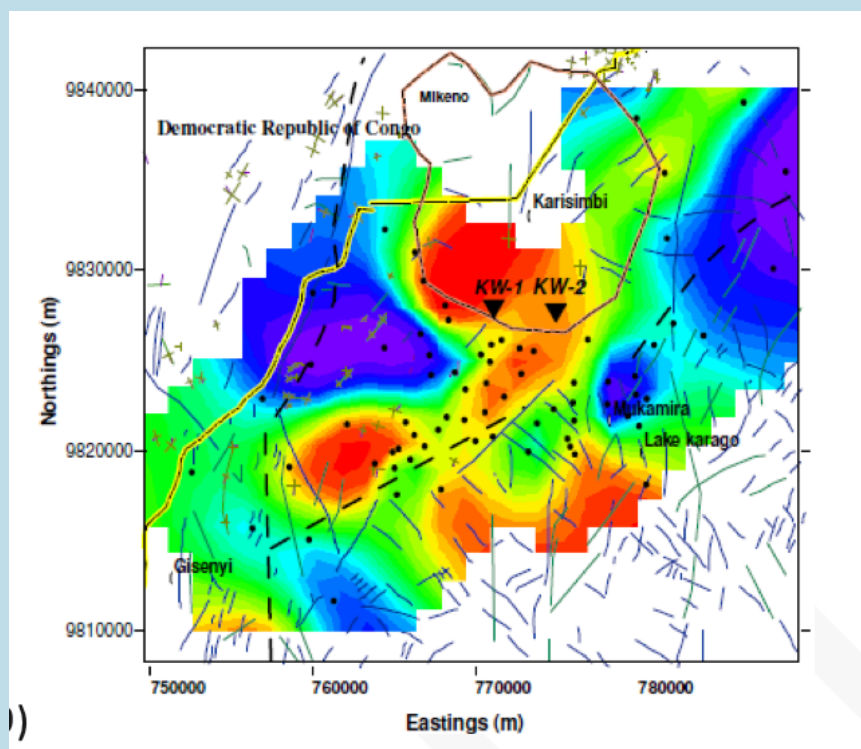 9840000
Mikeno
Democratic Republic of Congo
Karisimbi
9830000
KW-1 KW-2
Northings (m)
Mukamira
9820000
Lake karago
Gisenyi
9810000
750000 760000 770000 780000
)
Eastings (m)